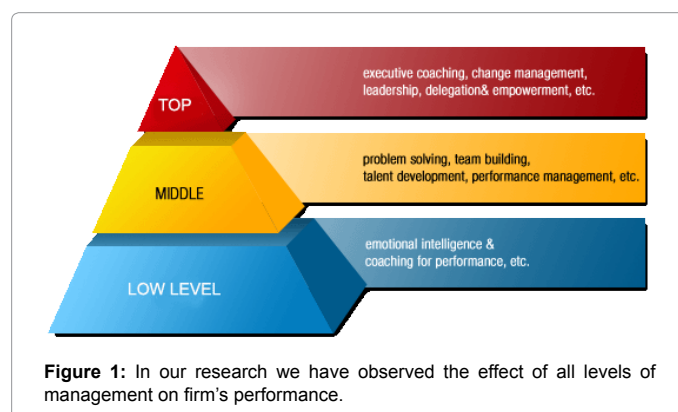 TOP
executive coaching, change management,
leadership, delegation& empowerment, etc.
MIDDLE
problem solving, team building,
talent development, performance management, etc.
LOW LEVEL
emotional intelligence &
coaching for performance, etc.
Figure 1: In our research we have observed the effect of all levels of
management on firm's performance.